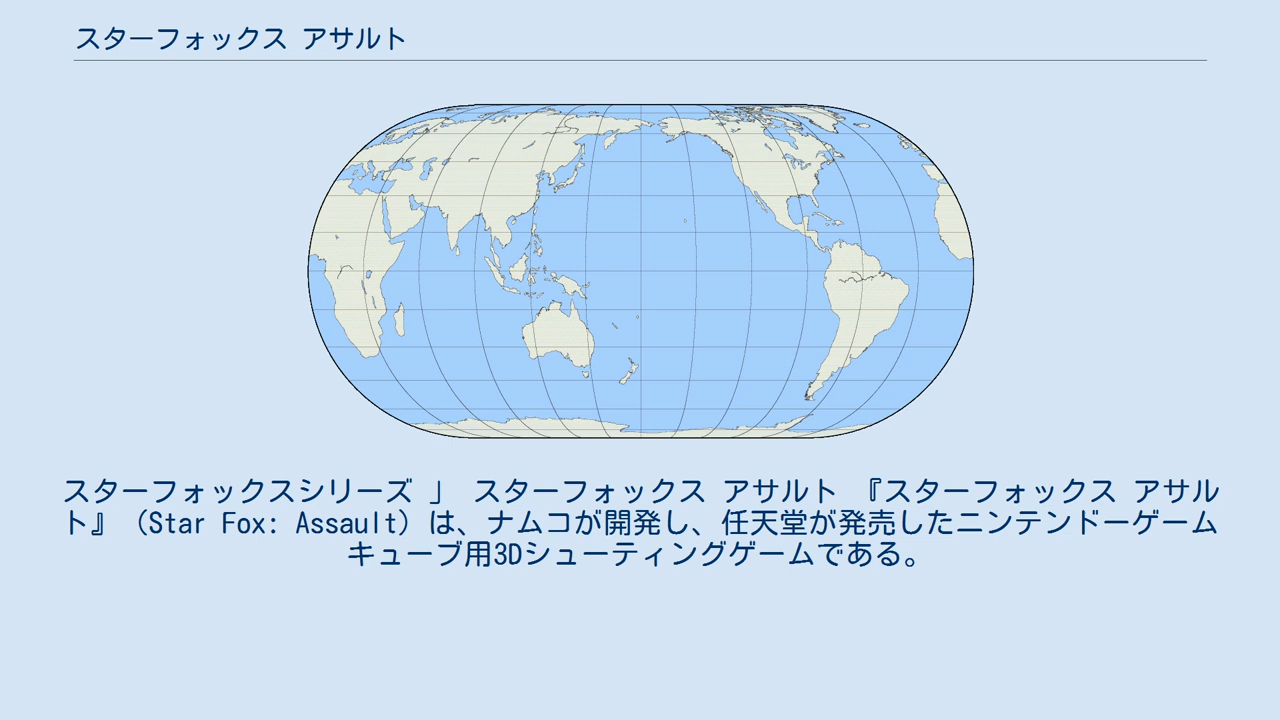 スターフォックス アサルト
スターフォックスシリーズ 」 スターフォックス アサルト 『スターフォックス アサル
ト』（Star Fox: Assault）は、ナムコが開発し、任天堂が発売したニンテンドーゲーム
キューブ用3Dシューティングゲームである。